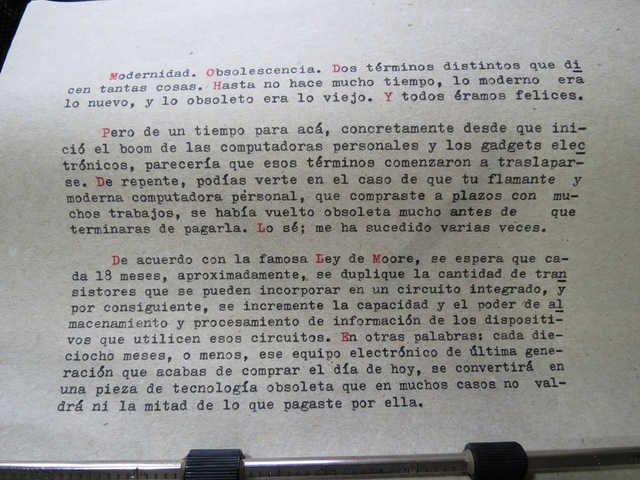 Modernidad. Obsolescencia. Dos términos distintos que di
cen tantas cosas. Hasta no hace mucho tiempo, lo moderno era
lo nuevo, y lo obsoleto era lo viejo. Y todos éramos felices.
Pero de un tiempo para acá, concretamente desde que ini-
ció el boom de las computadoras personales y los gadgets elec
trónicos, parecería que esos términos comenzaron a traslapar-
se. De repente, podías verte en el caso de que tu flamante y
moderna computadora pérsonal, que compraste a plazos con mu-
chos trabajos, se había vuelto obsoleta mucho antes de que
terminaras de pagarla. Lo sé; me ha sucedido varias veces.
De acuerdo con la famosa Ley de Moore, se espera que ca-
da 18 meses, aproximadamente, se duplique la cantidad de tran
sistores que se pueden incorporar en un circuito integrado, y
por consiguiente, se incremente la capacidad y el poder de al
macenamiento y procesamiento de información de los dispositi-
vos que utilicen esos circuitos. En otras palabras: cada die-
ciocho meses, o menos, ese equipo electrónico de última gene-
ración que acabas de comprar el día de hoy, se convertirá en
una pieza de tecnología obsoleta que en muchos casos no val-
drá ni la mitad de lo que pagaste por ella.